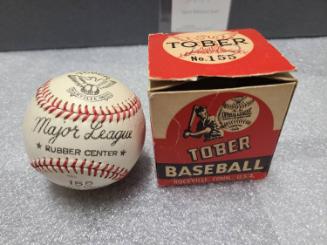 Major League
★ RUBBER CENTER ★
155
TOBER
No. 155
TOBER
BASEBALL
ROCKVILLE, CONN., U.S.A.